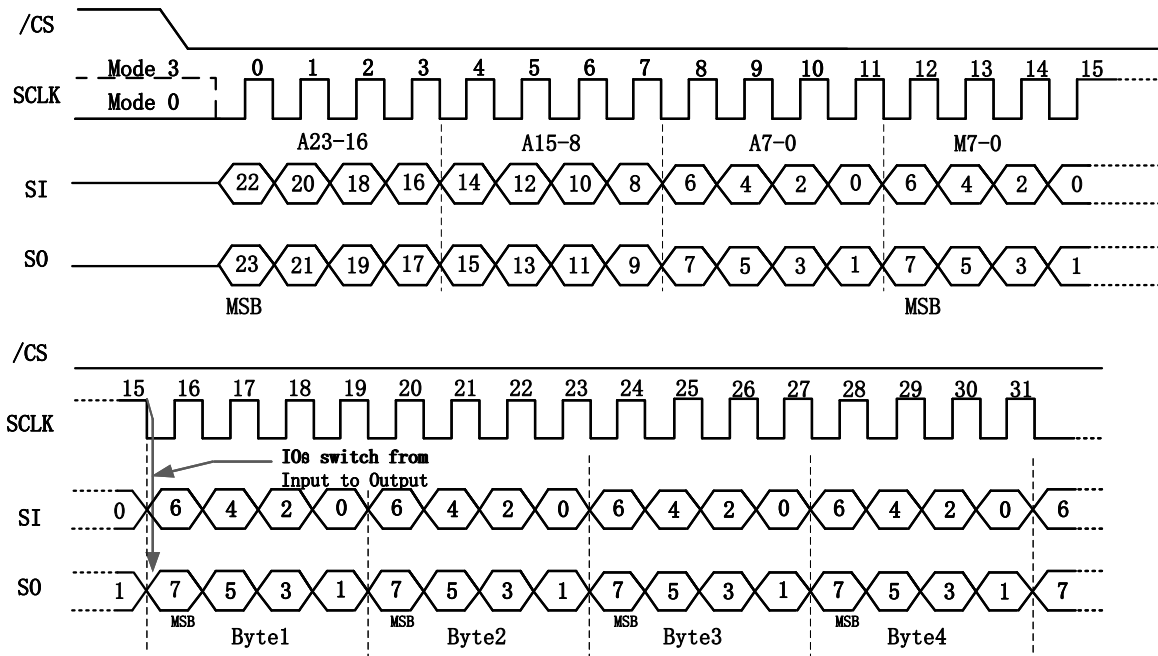 /CS
Mode 3 0 1 2 3 4 5 6 7 8 9 10 11 12 13 14 15
SCLK
Mode 0
A23-16 A15-8 A7-0 M7-0
SI 22 20 18 16 14 12 10 8 6 4 2 0 6 4 2 0
SO 23 21 19 17 15 13 11 9 7 5 3 1 7 5 3 1
MSB MSB
/CS
15 16 17 18 19 20 21 22 23 24 25 26 27 28 29 30 31
SCLK
IOs switch from
Input to Output
SI 0 6 4 2 0 6 4 2 0 6 4 2 0 6 4 2 0 6
SO 1 7 5 3 1 7 5 3 1 7 5 3 1 7 5 3 1 7
MSB MSB MSB MSB
Byte1 Byte2 Byte3 Byte4